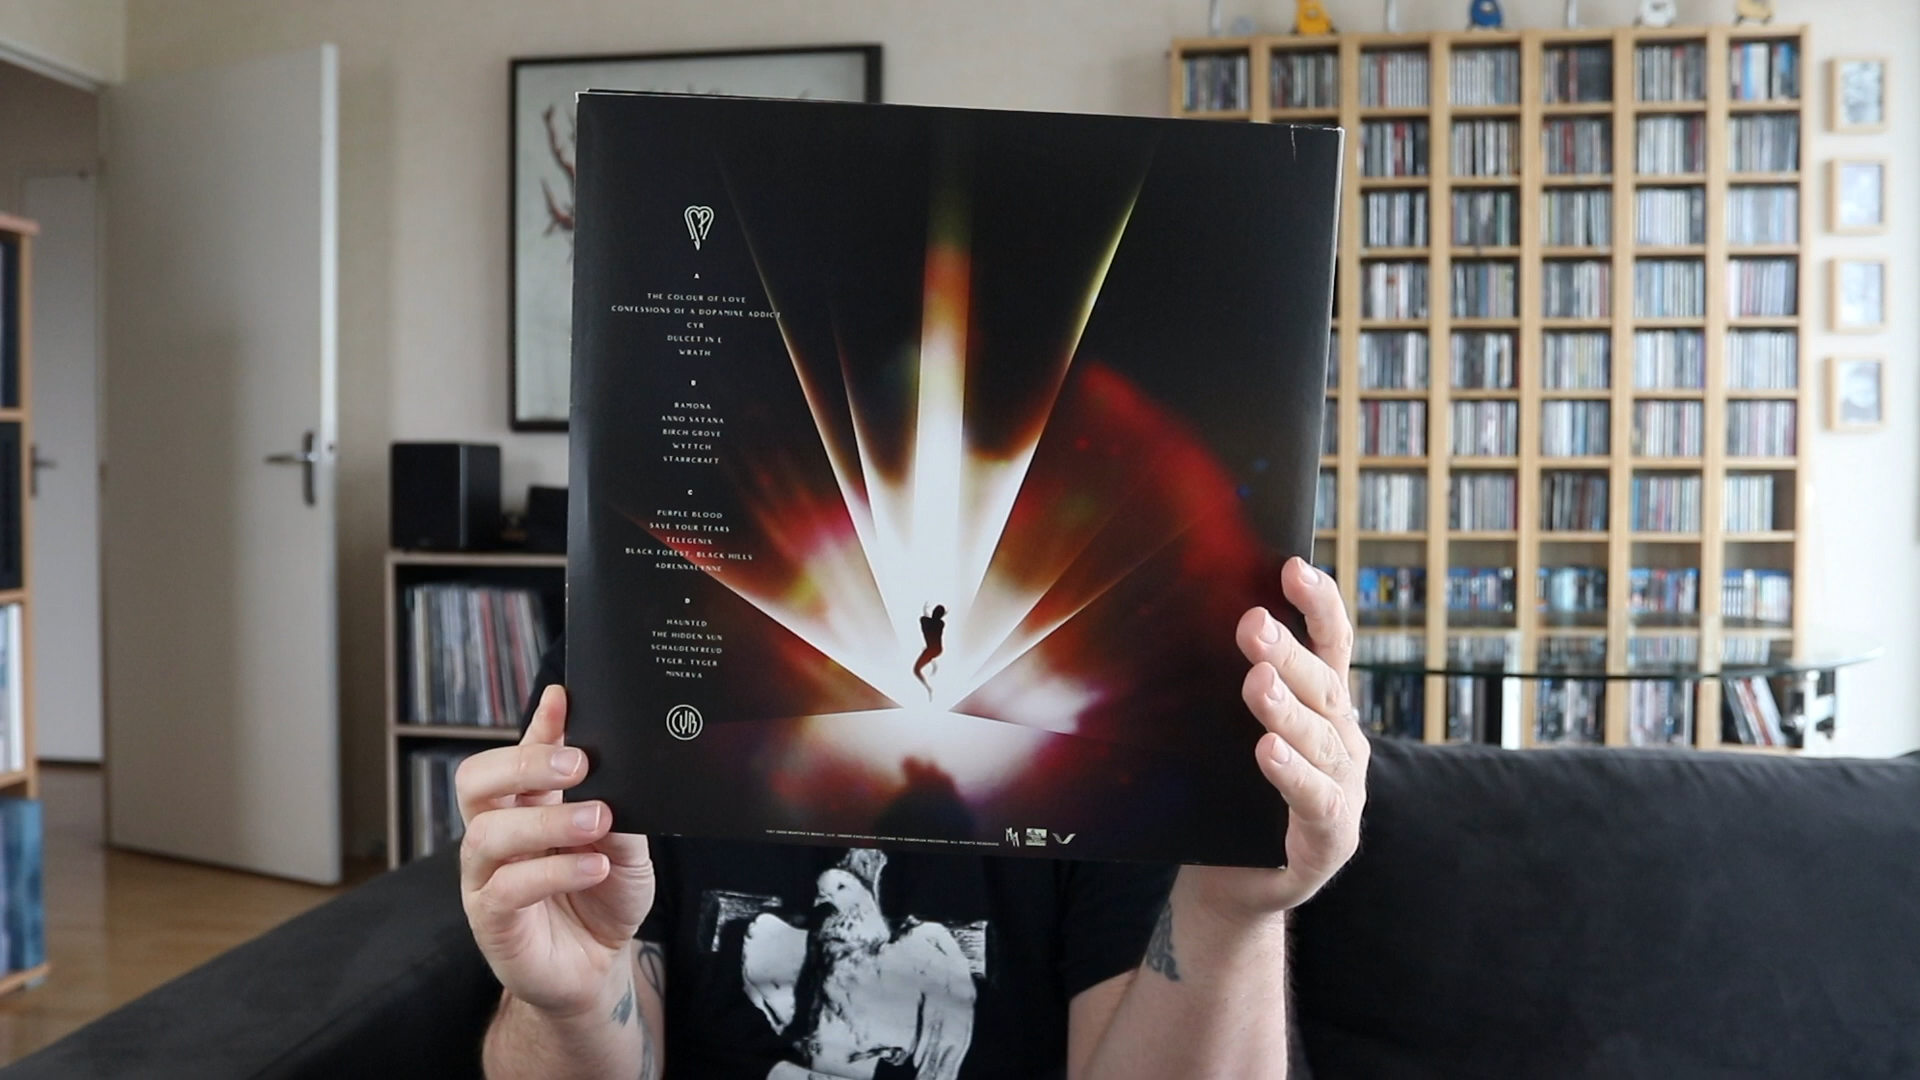 A
THE COLOUR OF LOVE
CONFESSIONS OF A DOPAMINE ADDICT
CYR
DULCET IN E
WRATH
B
RAMONA
ANNO SATANA
BIRCH GROVE
WYTTCH
STARRCRAFT
C
PURPLE BLOOD
SAVE YOUR TEARS
TELEGENIX
BLACK FOREST, BLACK HILLS
ADRENNALYNNE
D
HAUNTED
THE HIDDEN SUN
SCHAUDENFREUD
TYGER, TYGER
MINERVA
CYR